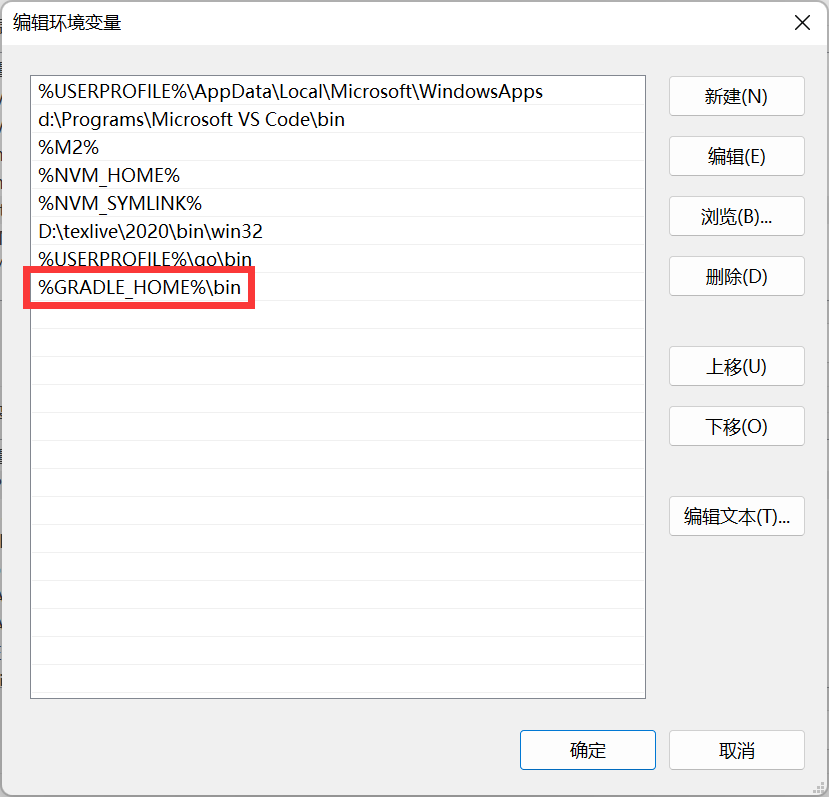 编辑环境变量
%USERPROFILE%\AppData\Local\Microsoft\WindowsApps
d:\Programs\Microsoft VS Code\bin
%M2%
%NVM_HOME%
%NVM_SYMLINK%
D:\texlive\2020\bin\win32
%USERPROFILE%\go\bin
%GRADLE_HOME%\bin
新建(N)
编辑(E)
浏览(B)...
删除(D)
上移(U)
下移(O)
编辑文本(T)...
确定
取消